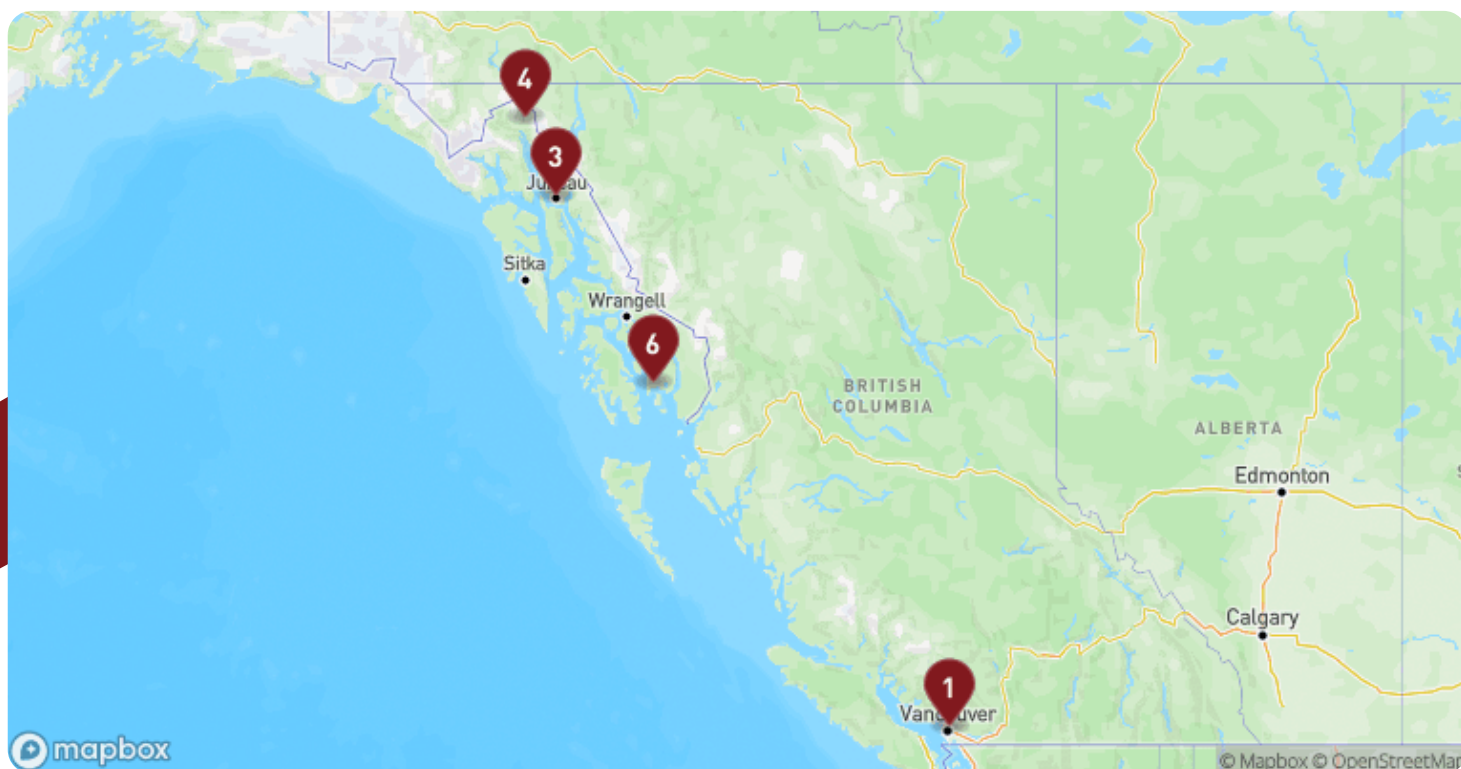 4
3
Juneau
Sitka
Wrangell
6
BRITISH
COLUMBIA
ALBERTA
Edmonton
Calgary
1
Vancouver
mapbox
© Mapbox © OpenStreetMap